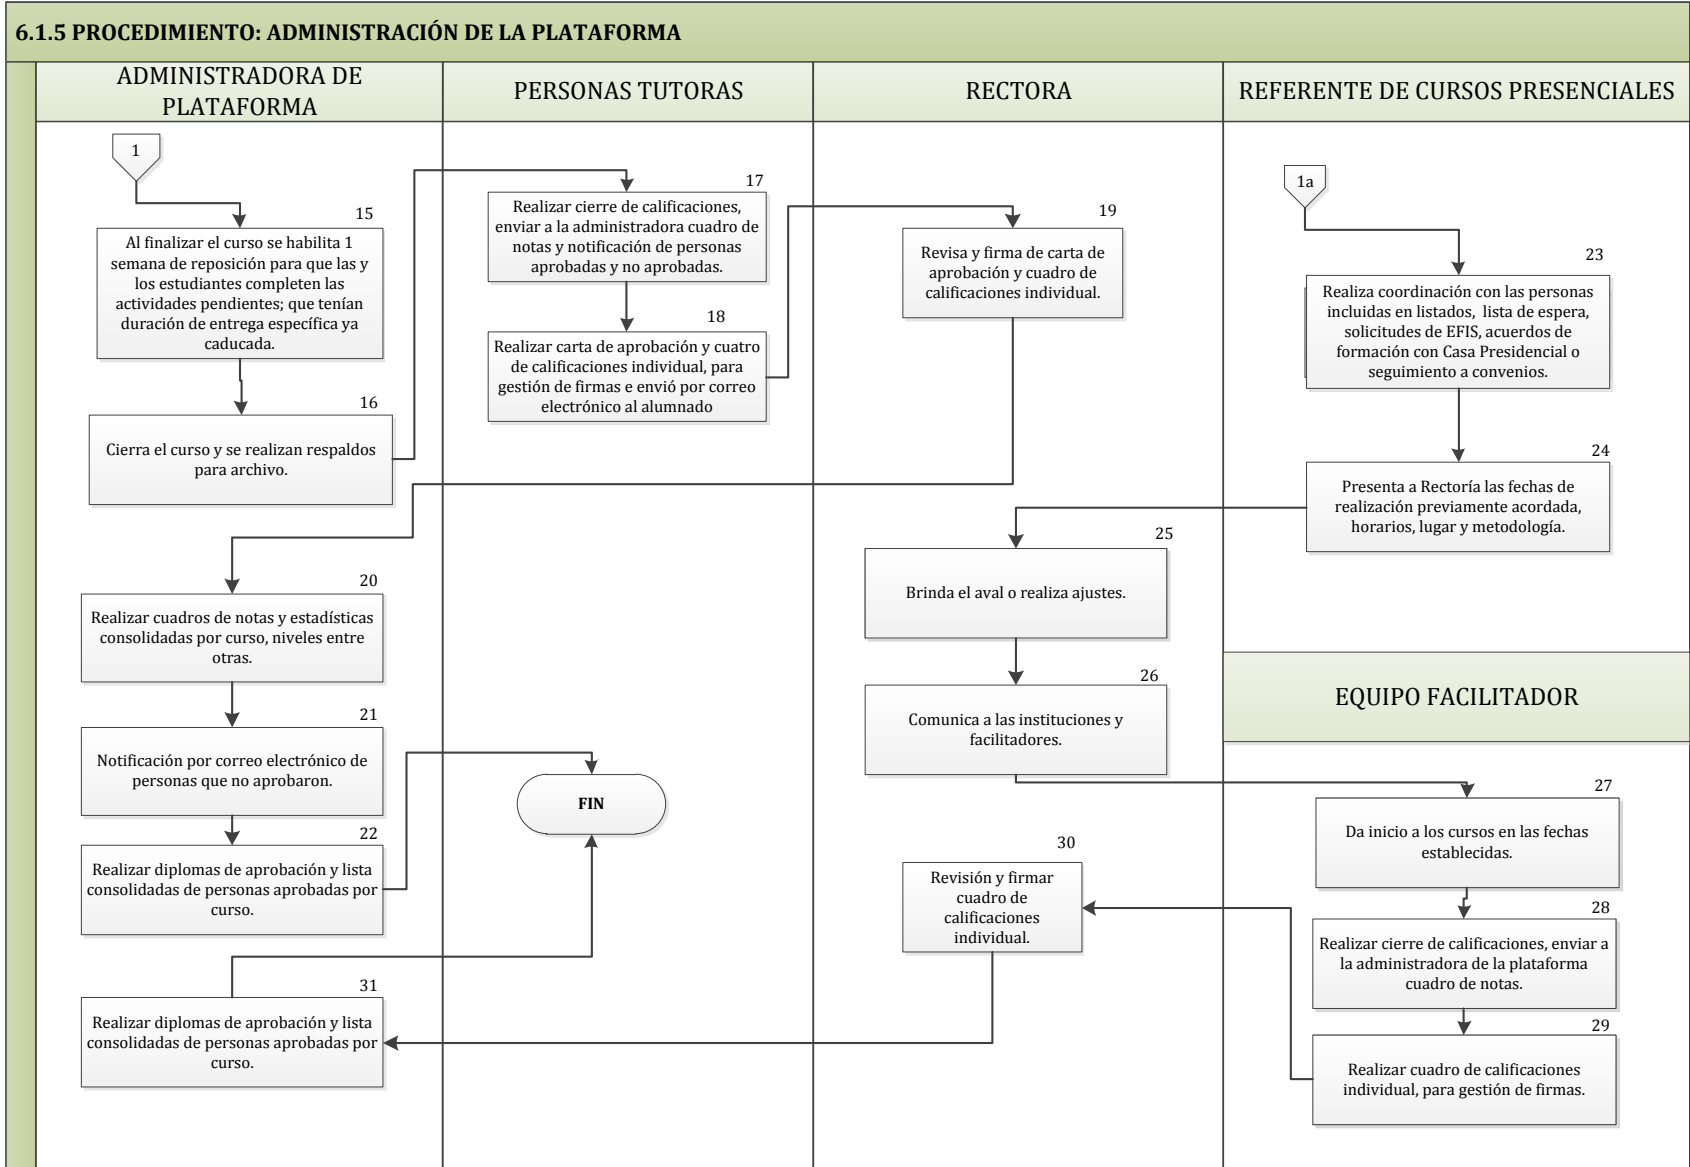 6.1.5 PROCEDIMIENTO: ADMINISTRACIÓN DE LA PLATAFORMA
ADMINISTRADORA DE
PLATAFORMA
PERSONAS TUTORAS
RECTORA
REFERENTE DE CURSOS PRESENCIALES
1
15
Al finalizar el curso se habilita 1
semana de reposición para que las y
los estudiantes completen las
actividades pendientes; que tenían
duración de entrega específica ya
caducada.
16
Cierra el curso y se realizan respaldos
para archivo.
17
Realizar cierre de calificaciones,
enviar a la administradora cuadro de
notas y notificación de personas
aprobadas y no aprobadas.
18
Realizar carta de aprobación y cuatro
de calificaciones individual, para
gestión de firmas e envió por correo
electrónico al alumnado
19
Revisa y firma de carta de
aprobación y cuadro de
calificaciones individual.
20
Realizar cuadros de notas y estadísticas
consolidadas por curso, niveles entre
otras.
21
Notificación por correo electrónico de
personas que no aprobaron.
22
Realizar diplomas de aprobación y lista
consolidadas de personas aprobadas por
curso.
FIN
1a
23
Realiza coordinación con las personas
incluidas en listados, lista de espera,
solicitudes de EFIS, acuerdos de
formación con Casa Presidencial o
seguimiento a convenios.
24
Presenta a Rectoría las fechas de
realización previamente acordada,
horarios, lugar y metodología.
25
Brinda el aval o realiza ajustes.
26
Comunica a las instituciones y
facilitadores.
EQUIPO FACILITADOR
27
Da inicio a los cursos en las fechas
establecidas.
28
Realizar cierre de calificaciones, enviar a
la administradora de la plataforma
cuadro de notas.
29
Realizar cuadro de calificaciones
individual, para gestión de firmas.
30
Revisión y firmar
cuadro de
calificaciones
individual.
31
Realizar diplomas de aprobación y lista
consolidadas de personas aprobadas por
curso.